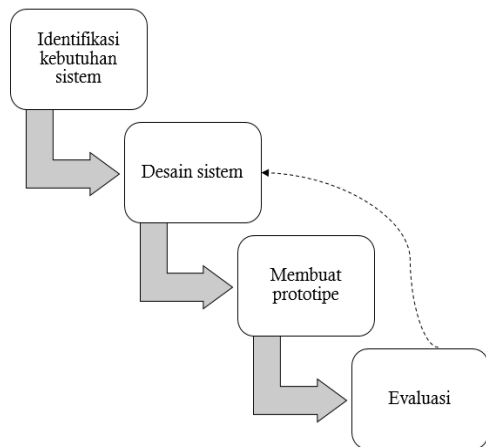 Identifikasi
kebutuhan
sistem
Desain sistem
Membuat
prototipe
Evaluasi